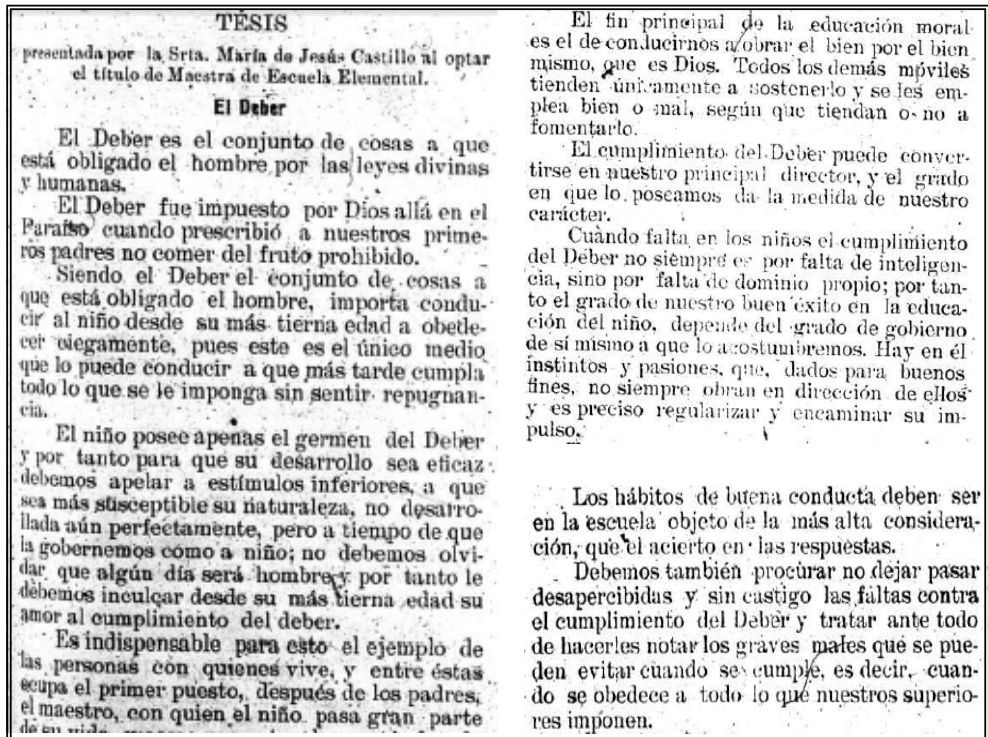 TÉSIS
presentada por la Srta. María de Jesús Castillo al optar
el título de Maestra de Escuela Elemental.
El Deber
El Deber es el conjunto de cosas a que
está obligado el hombre por las leyes divinas
y humanas.
El Deber fue impuesto por Dios allá en el
Paraíso cuando prescribió a nuestros prime-
ros padres no comer del fruto prohibido.
Siendo el Deber el conjunto de cosas a
que está obligado el hombre, importa condu-
cir al niño desde su más tierna edad a obede-
cer ciegamente, pues este es el único medio
que lo puede conducir a que más tarde cumpla
todo lo que se le imponga sin sentir repugnan-
cia.
El niño posee apenas el germen del Deber
y por tanto para que su desarrollo sea eficaz
debemos apelar a estímulos inferiores, a que
sea más susceptible su naturaleza, no desarro-
llada aún perfectamente, pero a tiempo de que
la gobernemos como a niño; no debemos olvi-
dar que algún día será hombre y por tanto le
debemos inculcar desde su más tierna edad su
amor al cumplimiento del deber.
Es indispensable para esto el ejemplo de
las personas con quienes vive, y entre éstas
ocupa el primer puesto, después de los padres,
el maestro, con quien el niño pasa gran parte
de su vida
El fin principal de la educación moral
es el de conducirnos a obrar el bien por el bien
mismo, que es Dios. Todos los demás móviles
tienden únicamente a sostenerlo y se les em-
plea bien o mal, según que tiendan o no a
fomentarlo.
El cumplimiento del Deber puede conver-
tirse en nuestro principal director, y el grado
en que lo poseamos da la medida de nuestro
carácter.
Cuàndo falta en los niños el cumplimiento
del Deber no siempre es por falta de inteligen-
cia, sino por falta de dominio propio; por tan-
to el grado de nuestro buen éxito en la educa-
ción del niño, depende del grado de gobierno
de sí mismo a que lo acostumbremos. Hay en él
instintos y pasiones, que, dados para buenos
fines, no siempre obran en dirección de ellos
y es preciso regularizar y encaminar su im-
pulso.
Los hábitos de buena conducta deben ser
en la escuela objeto de la más alta considera-
ción, que el acierto en las respuestas.
Debemos también procurar no dejar pasar
desapercibidas y sin castigo las faltas contra
el cumplimiento del Deber y tratar ante todo
de hacerles notar los graves males que se pue-
den evitar cuando se cumple, es decir, cuan-
do se obedece a todo lo que nuestros superio-
res imponen.